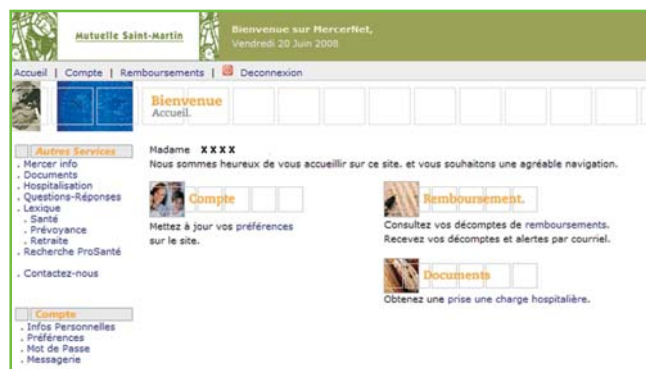 Mutuelle Saint-Martin
Bienvenue sur MercerNet,
Vendredi 20 Juin 2008
Accueil | Compte | Remboursements | Deconnexion
Bienvenue
Accueil.
Autres Services
. Mercer info
. Documents
. Hospitalisation
. Questions-Réponses
. Lexique
. Santé
. Prévoyance
. Retraite
. Recherche ProSanté
. Contactez-nous
Compte
. Infos Personnelles
. Préférences
. Mot de Passe
. Messagerie
Madame XXXX
Nous sommes heureux de vous accueillir sur ce site. et vous souhaitons une agréable navigation.
Compte
Mettez à jour vos préférences
sur le site.
Remboursement.
Consultez vos décomptes de remboursements.
Recevez vos décomptes et alertes par courriel.
Documents
Obtenez une prise une charge hospitalière.